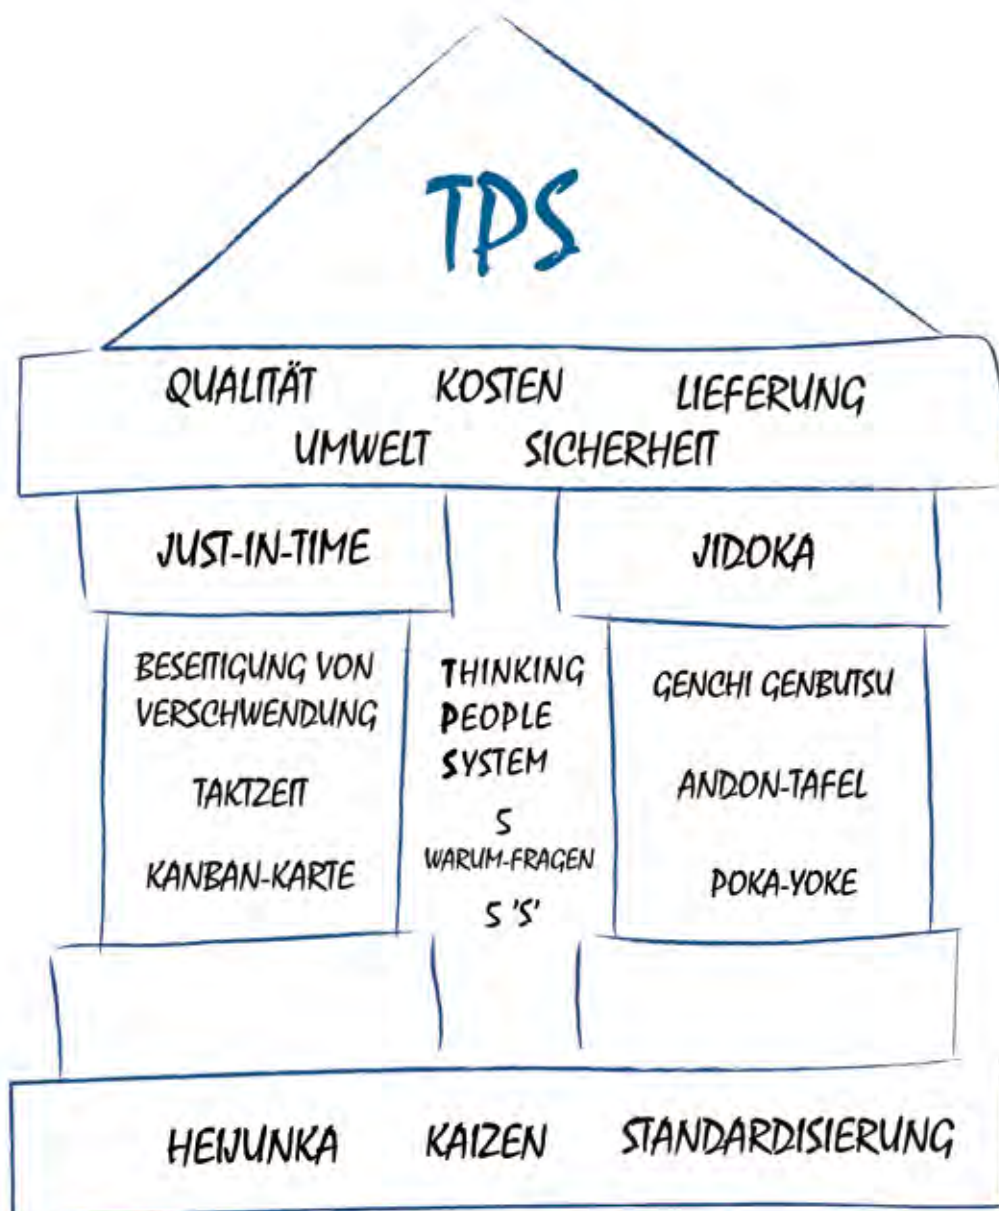 TPS
QUALITÄT KOSTEN LIEFERUNG
UMWELT SICHERHEIT
JUST-IN-TIME
JIDOKA
BESEITIGUNG VON
VERSCHWENDUNG
TAKTZEIT
KANBAN-KARTE
THINKING
PEOPLE
SYSTEM
5
WARUM-FRAGEN
5 'S'
GENCHI GENBUTSU
ANDON-TAFEL
POKA-YOKE
HEIJUNKA KAIZEN STANDARDISIERUNG